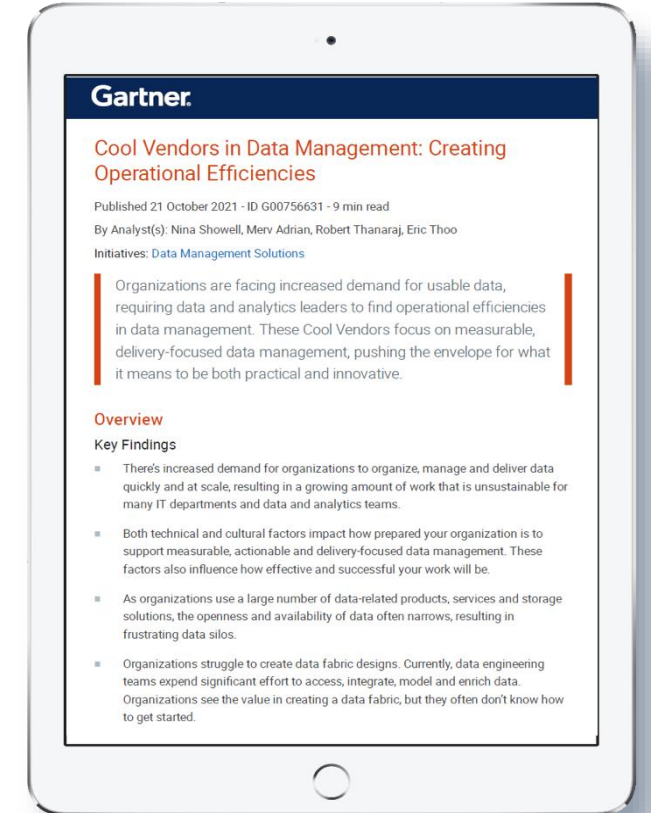 Gartner.
Cool Vendors in Data Management: Creating
Operational Efficiencies
Published 21 October 2021 - ID G00756631 - 9 min read
By Analyst(s): Nina Showell, Merv Adrian, Robert Thanaraj, Eric Thoo
Initiatives: Data Management Solutions
Organizations are facing increased demand for usable data,
requiring data and analytics leaders to find operational efficiencies
in data management. These Cool Vendors focus on measurable,
delivery-focused data management, pushing the envelope for what
it means to be both practical and innovative.
Overview
Key Findings
There's increased demand for organizations to organize, manage and deliver data
quickly and at scale, resulting in a growing amount of work that is unsustainable for
many IT departments and data and analytics teams.
Both technical and cultural factors impact how prepared your organization is to
support measurable, actionable and delivery-focused data management. These
factors also influence how effective and successful your work will be.
As organizations use a large number of data-related products, services and storage
solutions, the openness and availability of data often narrows, resulting in
frustrating data silos.
Organizations struggle to create data fabric designs. Currently, data engineering
teams expend significant effort to access, integrate, model and enrich data.
Organizations see the value in creating a data fabric, but they often don't know how
to get started.